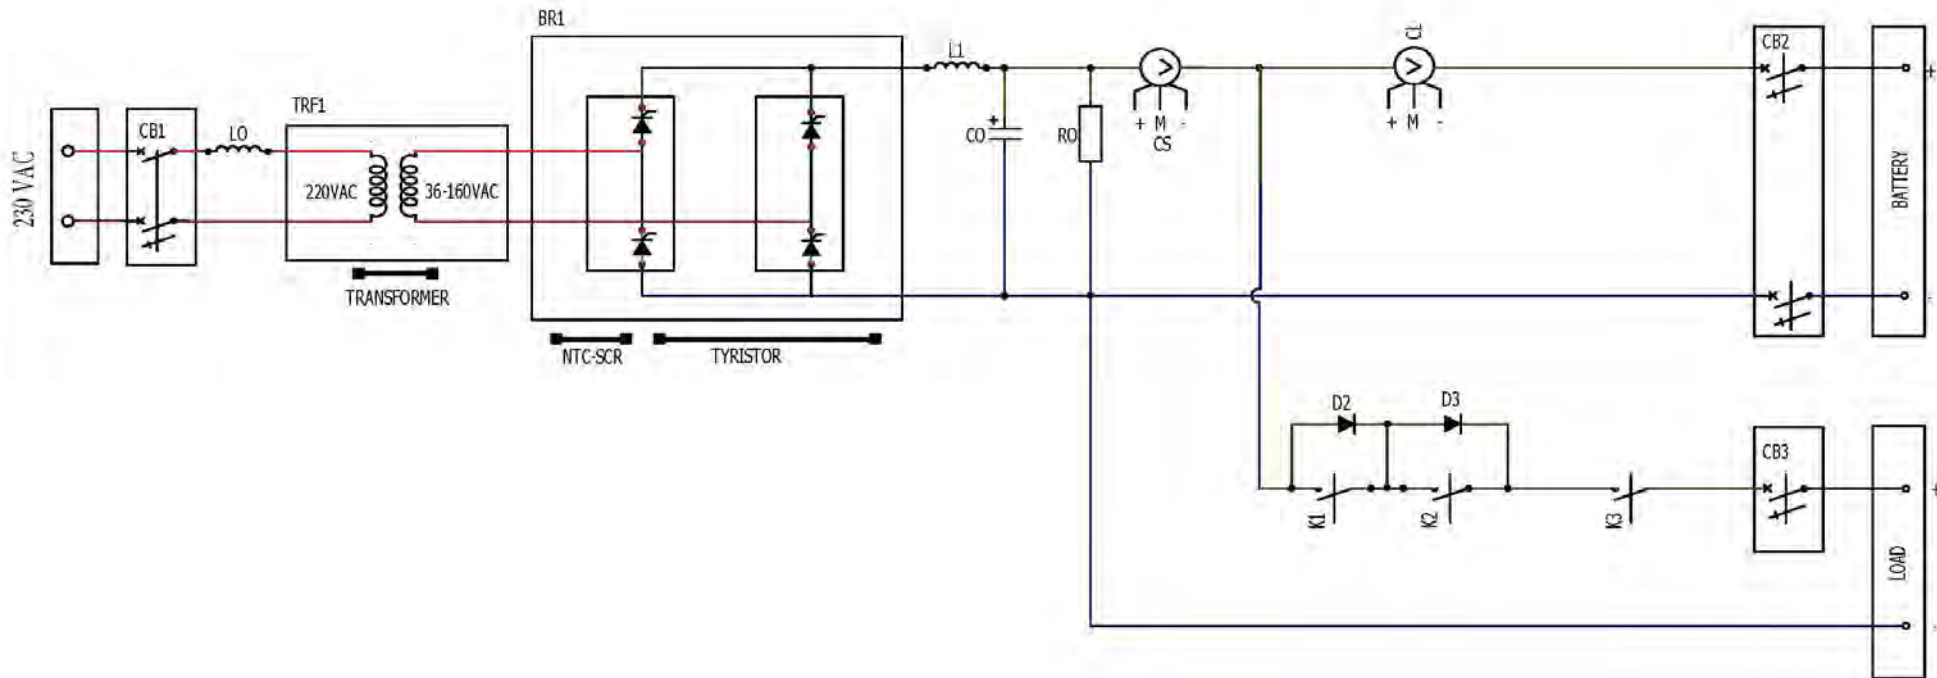 BR1
CB2
+
L1
CL
TRF1
CB1
LO
+
CO
RO
+ M -
CS
+ M -
230 VAC
220VAC
36-160VAC
BATTERY
TRANSFORMER
-
NTC-SCR
TYRISTOR
D2
D3
CB3
+
K1
K2
K3
LOAD
-